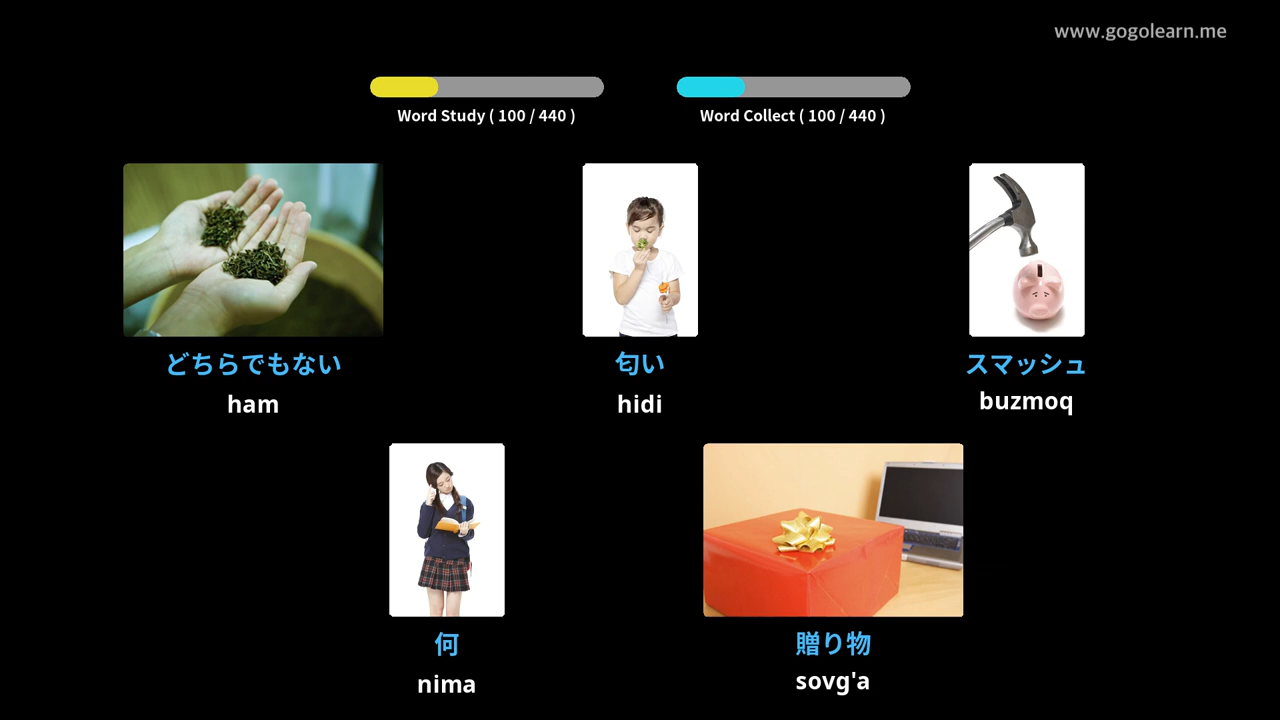 www.gogolearn.me
Word Study ( 100 / 440 )
Word Collect ( 100 / 440 )
どちらでもない
ham
匂い
hidi
スマッシュ
buzmoq
何
nima
贈り物
sovg'a